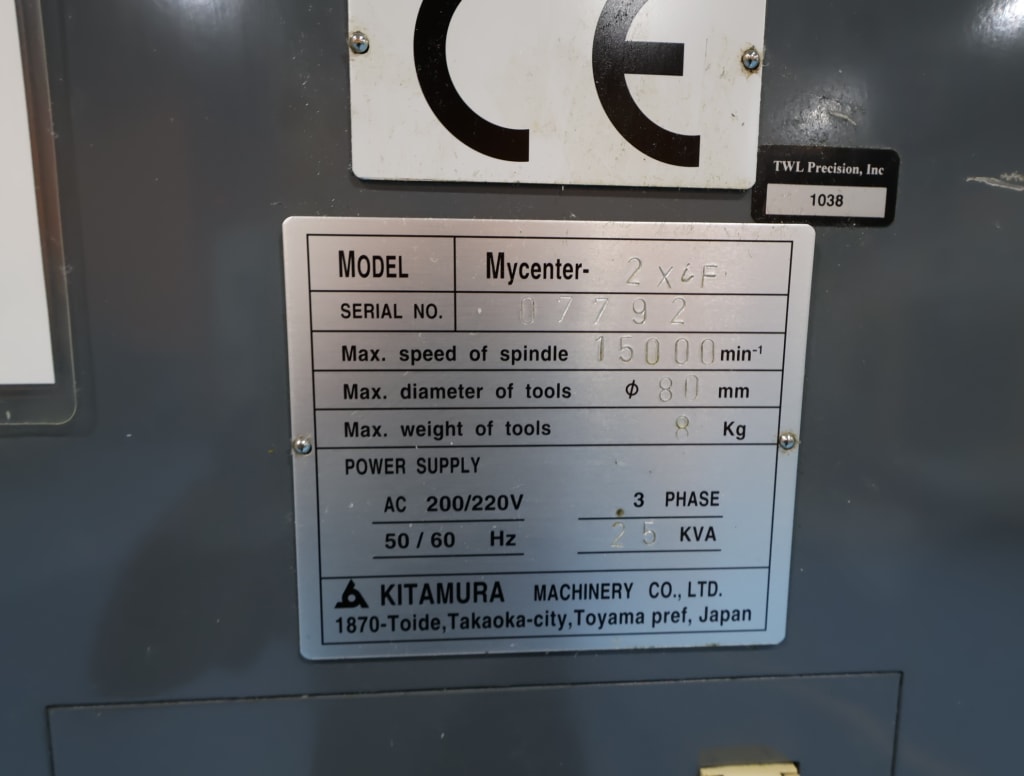 CE
TWL Precision, Inc
1038
MODEL Mycenter- 2XiF
SERIAL NO. 07792
Max. speed of spindle 15000 min-1
Max. diameter of tools ϕ 80 mm
Max. weight of tools 8 Kg
POWER SUPPLY
AC 200/220V 3 PHASE
50/60 Hz 25 KVA
KITAMURA MACHINERY CO., LTD.
1870-Toide,Takaoka-city,Toyama pref, Japan